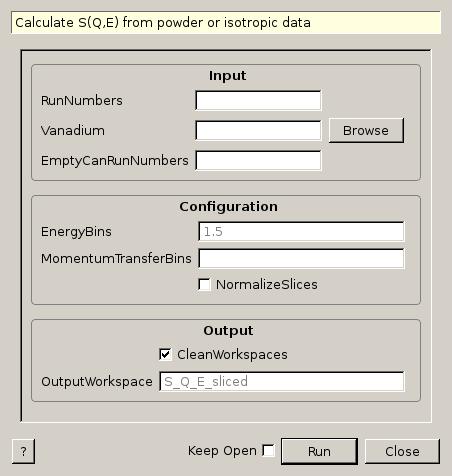 Calculate S(Q,E) from powder or isotropic data
Input
RunNumbers
Vanadium
Browse
EmptyCanRunNumbers
Configuration
EnergyBins 1.5
MomentumTransferBins
NormalizeSlices
Output
CleanWorkspaces
OutputWorkspace S_Q_E_sliced
? Keep Open Run Close